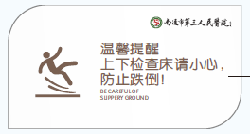 南通市第三人民医院
温馨提醒
上下检查床请小心,
防止跌倒!
BE CAREFUL OF
SLIPPERY GROUND